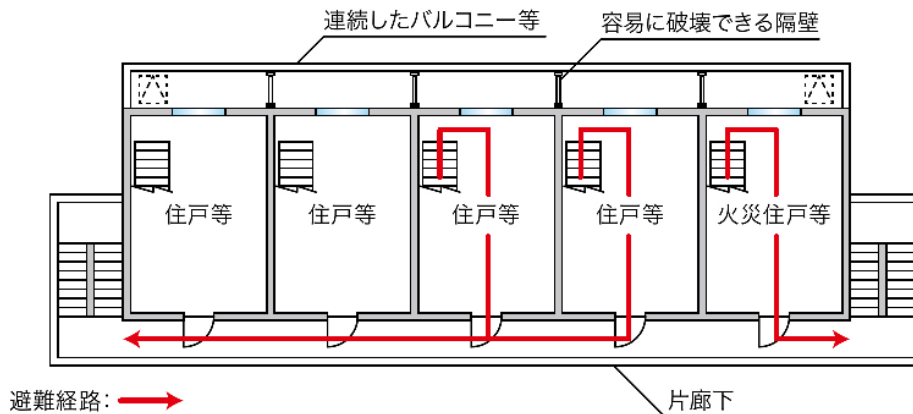 連続したバルコニー等
容易に破壊できる隔壁
住戸等
住戸等
住戸等
住戸等
火災住戸等
避難経路:
片廊下